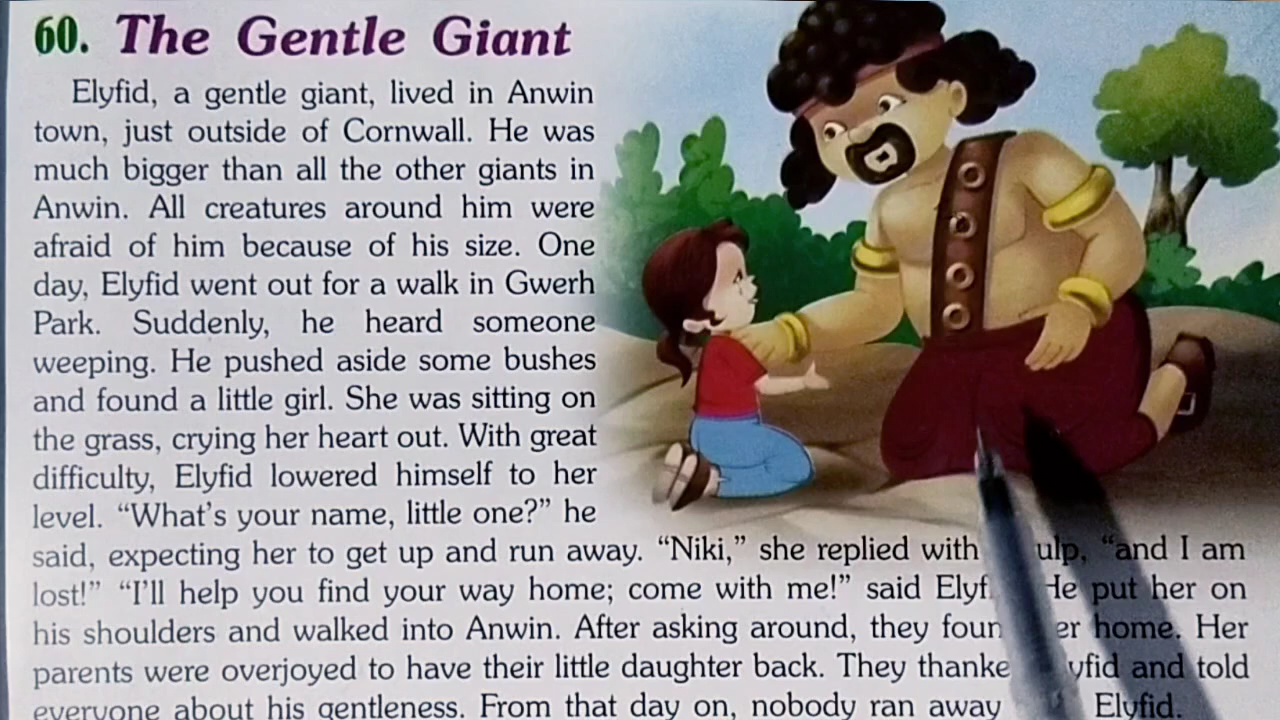 60. The Gentle Giant
Elyfid, a gentle giant, lived in Anwin
town, just outside of Cornwall. He was
much bigger than all the other giants in
Anwin. All creatures around him were
afraid of him because of his size. One
day, Elyfid went out for a walk in Gwerh
Park. Suddenly, he heard someone
weeping. He pushed aside some bushes
and found a little girl. She was sitting on
the grass, crying her heart out. With great
difficulty, Elyfid lowered himself to her
level. “What’s your name, little one?” he
said, expecting her to get up and run away. “Niki,” she replied with “and I am
lost!” “I’ll help you find your way home; come with me!” said He put her on
his shoulders and walked into Anwin. After asking around, they home. Her
parents were overjoyed to have their little daughter back. They and told
everyone about his gentleness. From that day on, nobody ran away Elyfid.